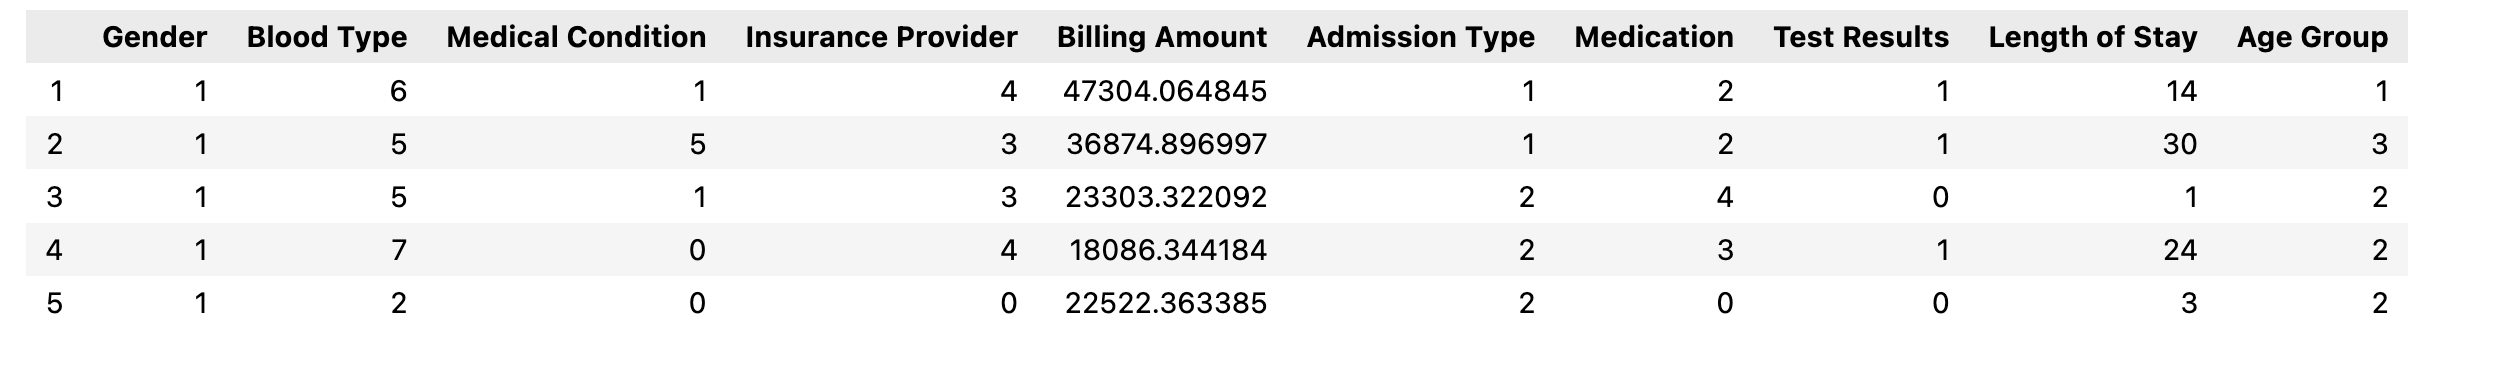 Gender Blood Type Medical Condition Insurance Provider Billing Amount Admission Type Medication Test Results Length of Stay Age Group
1 1 6 1 4 47304.064845 1 2 1 14 1
2 1 5 5 3 36874.896997 1 2 1 30 3
3 1 5 1 3 23303.322092 2 4 0 1 2
4 1 7 0 4 18086.344184 2 3 1 24 2
5 1 2 0 0 22522.363385 2 0 0 3 2